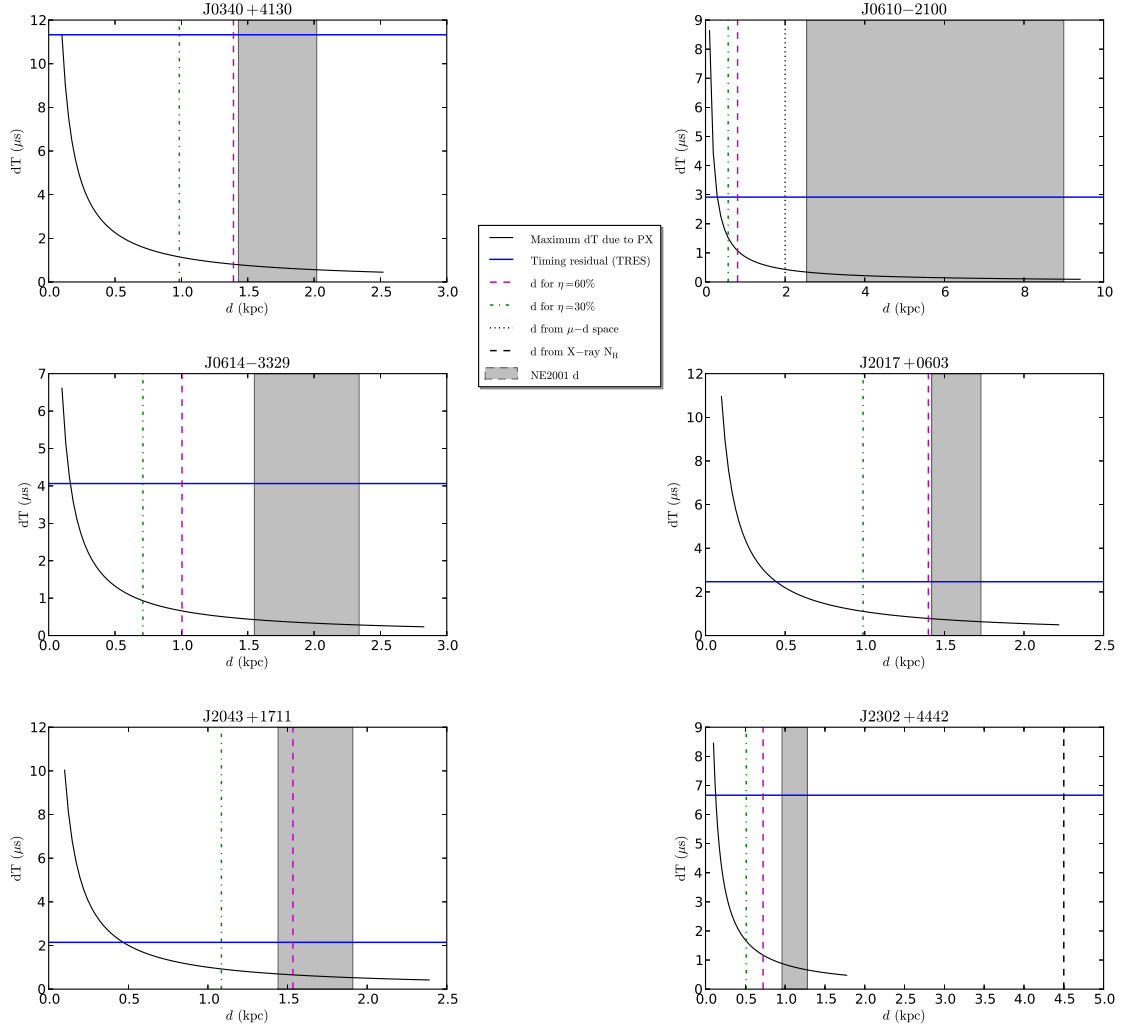 J0340+4130
12
10
8
6
4
2
0
dT (μs)
0.0 0.5 1.0 1.5 2.0 2.5 3.0
d (kpc)
J0610−2100
9
8
7
6
5
4
3
2
1
0
dT (μs)
0 2 4 6 8 10
d (kpc)
Maximum dT due to PX
Timing residual (TRES)
d for η=60%
d for η=30%
d from μ−d space
d from X−ray N_H
NE2001 d
J0614−3329
7
6
5
4
3
2
1
0
dT (μs)
0.0 0.5 1.0 1.5 2.0 2.5 3.0
d (kpc)
J2017+0603
12
10
8
6
4
2
0
dT (μs)
0.0 0.5 1.0 1.5 2.0 2.5
d (kpc)
J2043+1711
12
10
8
6
4
2
0
dT (μs)
0.0 0.5 1.0 1.5 2.0 2.5
d (kpc)
J2302+4442
9
8
7
6
5
4
3
2
1
0
dT (μs)
0.0 0.5 1.0 1.5 2.0 2.5 3.0 3.5 4.0 4.5 5.0
d (kpc)